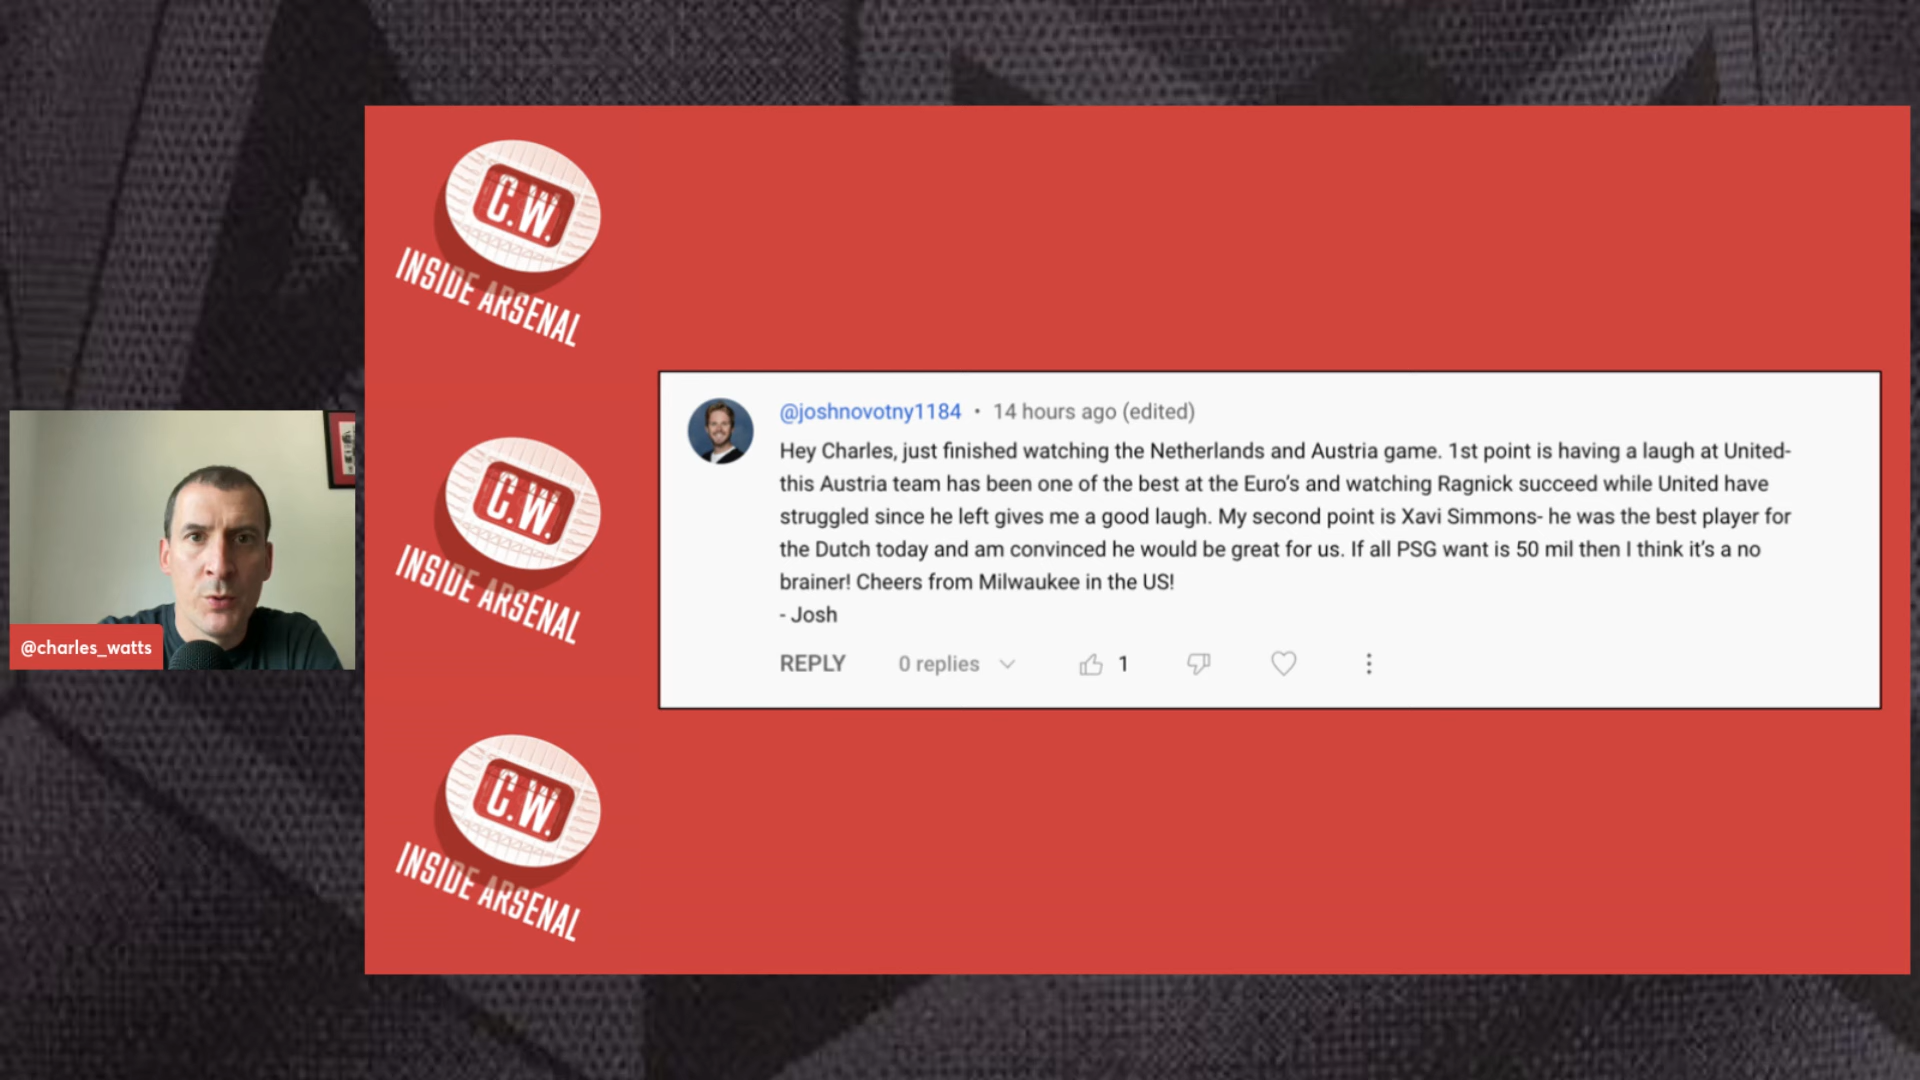 C.W.
INSIDE ARSENAL
C.W.
INSIDE ARSENAL
C.W.
INSIDE ARSENAL
@charles_watts
@joshnovotny1184 • 14 hours ago (edited)
Hey Charles, just finished watching the Netherlands and Austria game. 1st point is having a laugh at United-
this Austria team has been one of the best at the Euro's and watching Ragnick succeed while United have
struggled since he left gives me a good laugh. My second point is Xavi Simmons- he was the best player for
the Dutch today and am convinced he would be great for us. If all PSG want is 50 mil then I think it's a no
brainer! Cheers from Milwaukee in the US!
- Josh
REPLY 0 replies 1